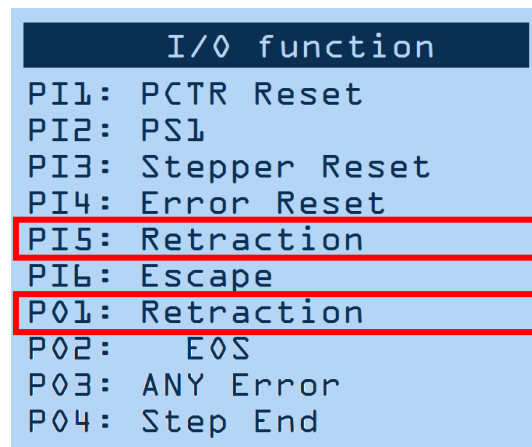 I/O function
PI1: PCTR Reset
PI2: PS1
PI3: Stepper Reset
PI4: Error Reset
PI5: Retraction
PI6: Escape
PO1: Retraction
PO2: EOS
PO3: ANY Error
PO4: Step End